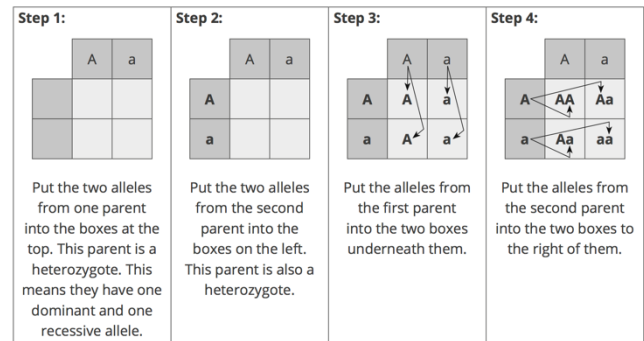 Step 1:
A a
Put the two alleles
from one parent
into the boxes at the
top. This parent is a
heterozygote. This
means they have one
dominant and one
recessive allele.
Step 2:
A a
A
a
Put the two alleles
from the second
parent into the
boxes on the left.
This parent is also a
heterozygote.
Step 3:
A a
A A a
a A a
Put the alleles from
the first parent
into the two boxes
underneath them.
Step 4:
A a
A AA Aa
a Aa aa
Put the alleles from
the second parent
into the two boxes to
the right of them.